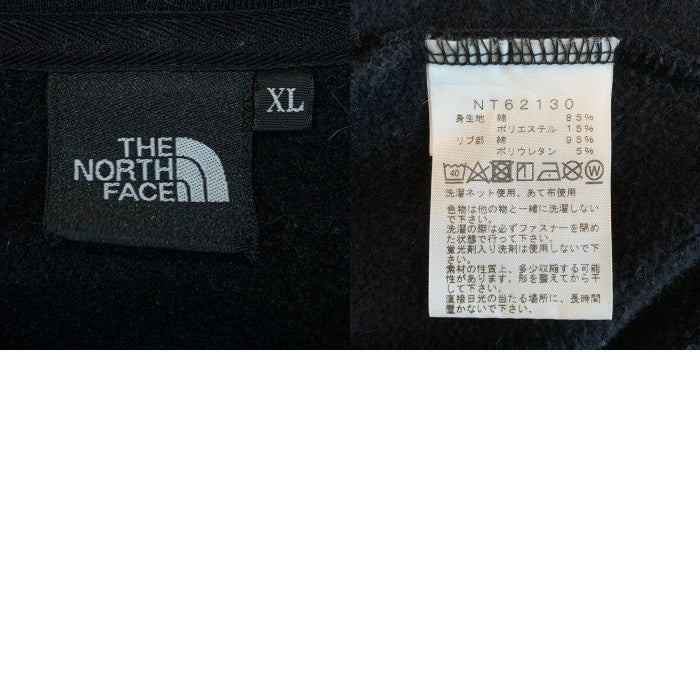 THE
NORTH
FACE
XL
NT62130
身生地 綿 85%
ポリエステル 15%
リブ部 綿 95%
ポリウレタン 5%
40 W
洗濯ネット使用、あて布使用
色物は他の物と一緒に洗濯しない
で下さい。
洗濯の際は必ずファスナーを閉め
た状態で行って下さい。
蛍光剤入り洗剤は使用しないで下
さい。
素材の性質上、多少収縮する可能
性があります。形を整えてから干
して下さい。
直接日光の当たる場所に、長時間
置かないで下さい。